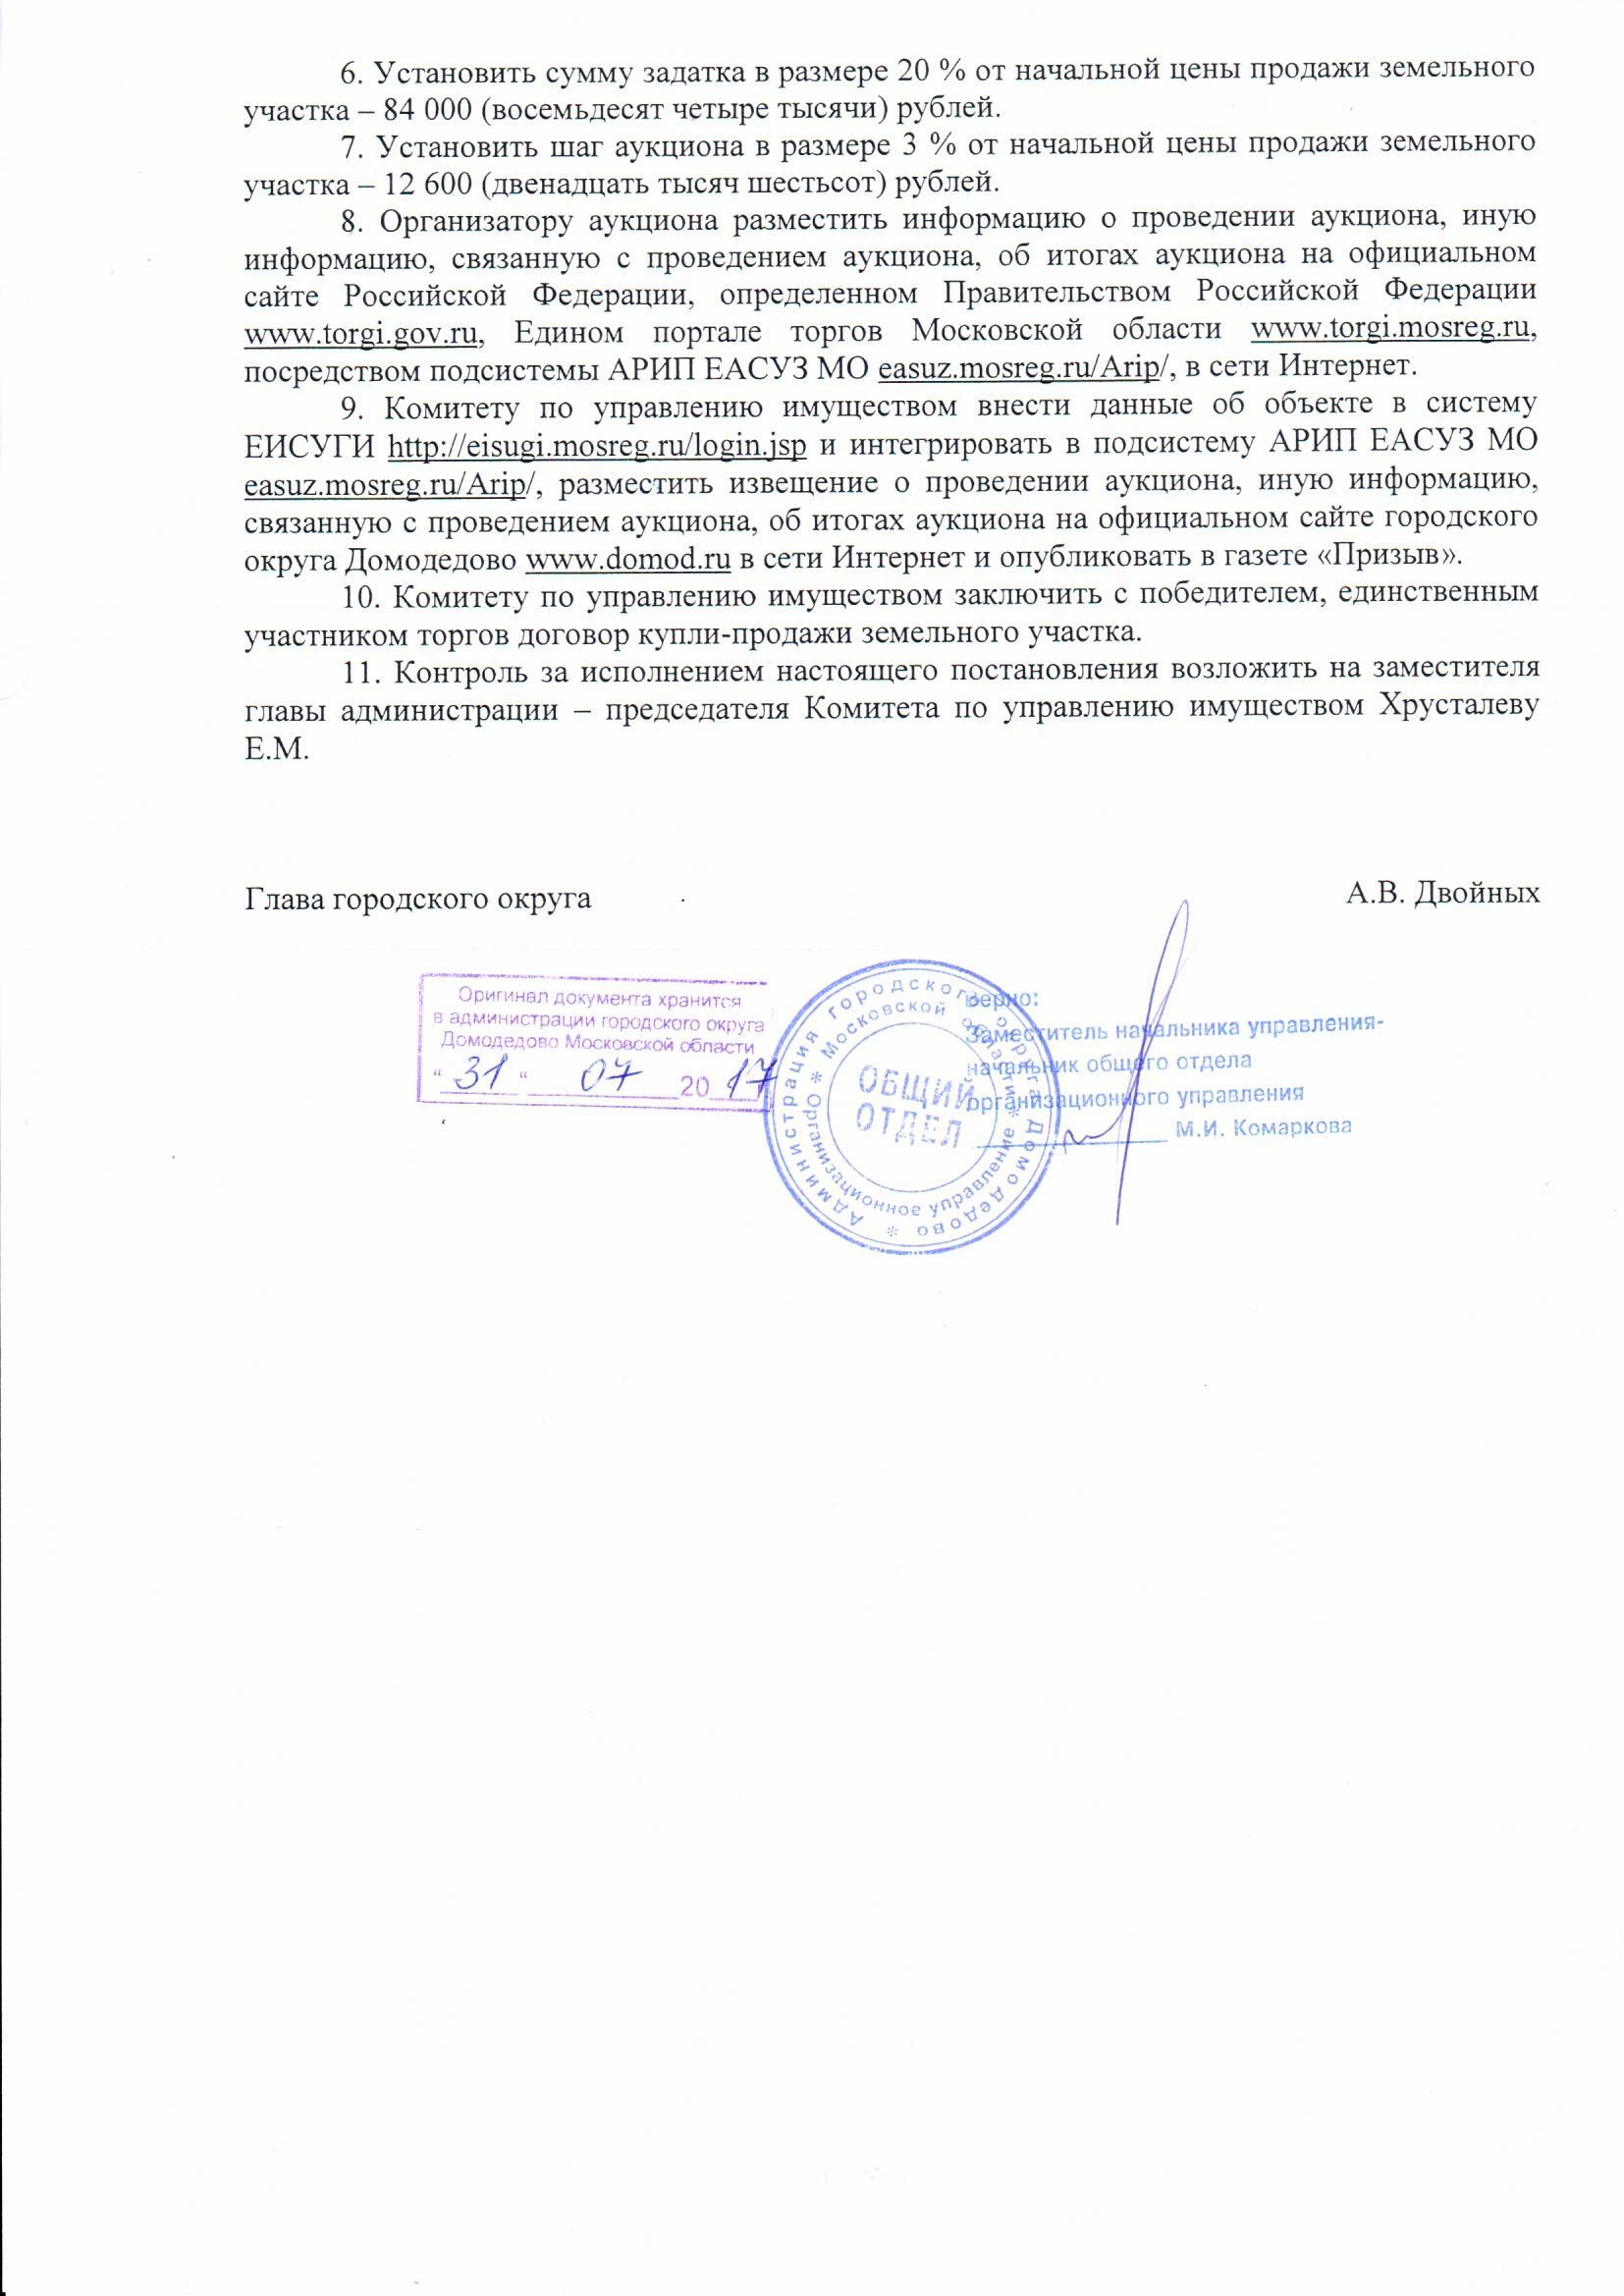 6. Установить сумму задатка в размере 20 % от начальной цены продажи земельного
участка – 84 000 (восемьдесят четыре тысячи) рублей.
7. Установить шаг аукциона в размере 3 % от начальной цены продажи земельного
участка – 12 600 (двенадцать тысяч шестьсот) рублей.
8. Организатору аукциона разместить информацию о проведении аукциона, иную
информацию, связанную с проведением аукциона, об итогах аукциона на официальном
сайте Российской Федерации, определенном Правительством Российской Федерации
www.torgi.gov.ru, Едином портале торгов Московской области www.torgi.mosreg.ru,
посредством подсистемы АРИП ЕАСУЗ МО easuz.mosreg.ru/Arip/, в сети Интернет.
9. Комитету по управлению имуществом внести данные об объекте в систему
ЕИСУГИ http://eisugi.mosreg.ru/login.jsp и интегрировать в подсистему АРИП ЕАСУЗ МО
easuz.mosreg.ru/Arip/, разместить извещение о проведении аукциона, иную информацию,
связанную с проведением аукциона, об итогах аукциона на официальном сайте городского
округа Домодедово www.domod.ru в сети Интернет и опубликовать в газете «Призыв».
10. Комитету по управлению имуществом заключить с победителем, единственным
участником торгов договор купли-продажи земельного участка.
11. Контроль за исполнением настоящего постановления возложить на заместителя
главы администрации – председателя Комитета по управлению имуществом Хрусталеву
Е.М.
Глава городского округа А.В. Двойных
Оригинал документа хранится
в администрации городского округа
Домодедово Московской области
“ 31 “ 07 2017
Администрация городского округа Домодедово *
* Московской области * Организационное управление
ОБЩИЙ
ОТДЕЛ
верно:
Заместитель начальника управления-
начальник общего отдела
организационного управления
М.И. Комаркова